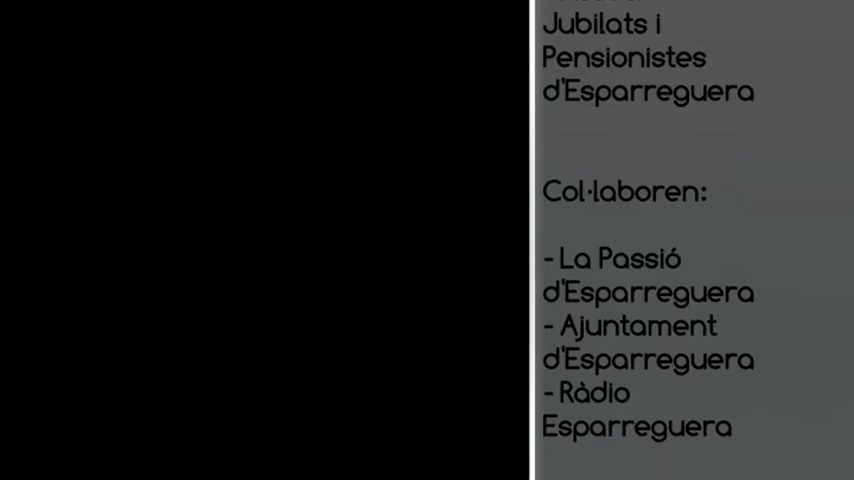 Jubilats i
Pensionistes
d'Esparreguera
Col·laboren:
- La Passió
d'Esparreguera
- Ajuntament
d'Esparreguera
- Ràdio
Esparreguera